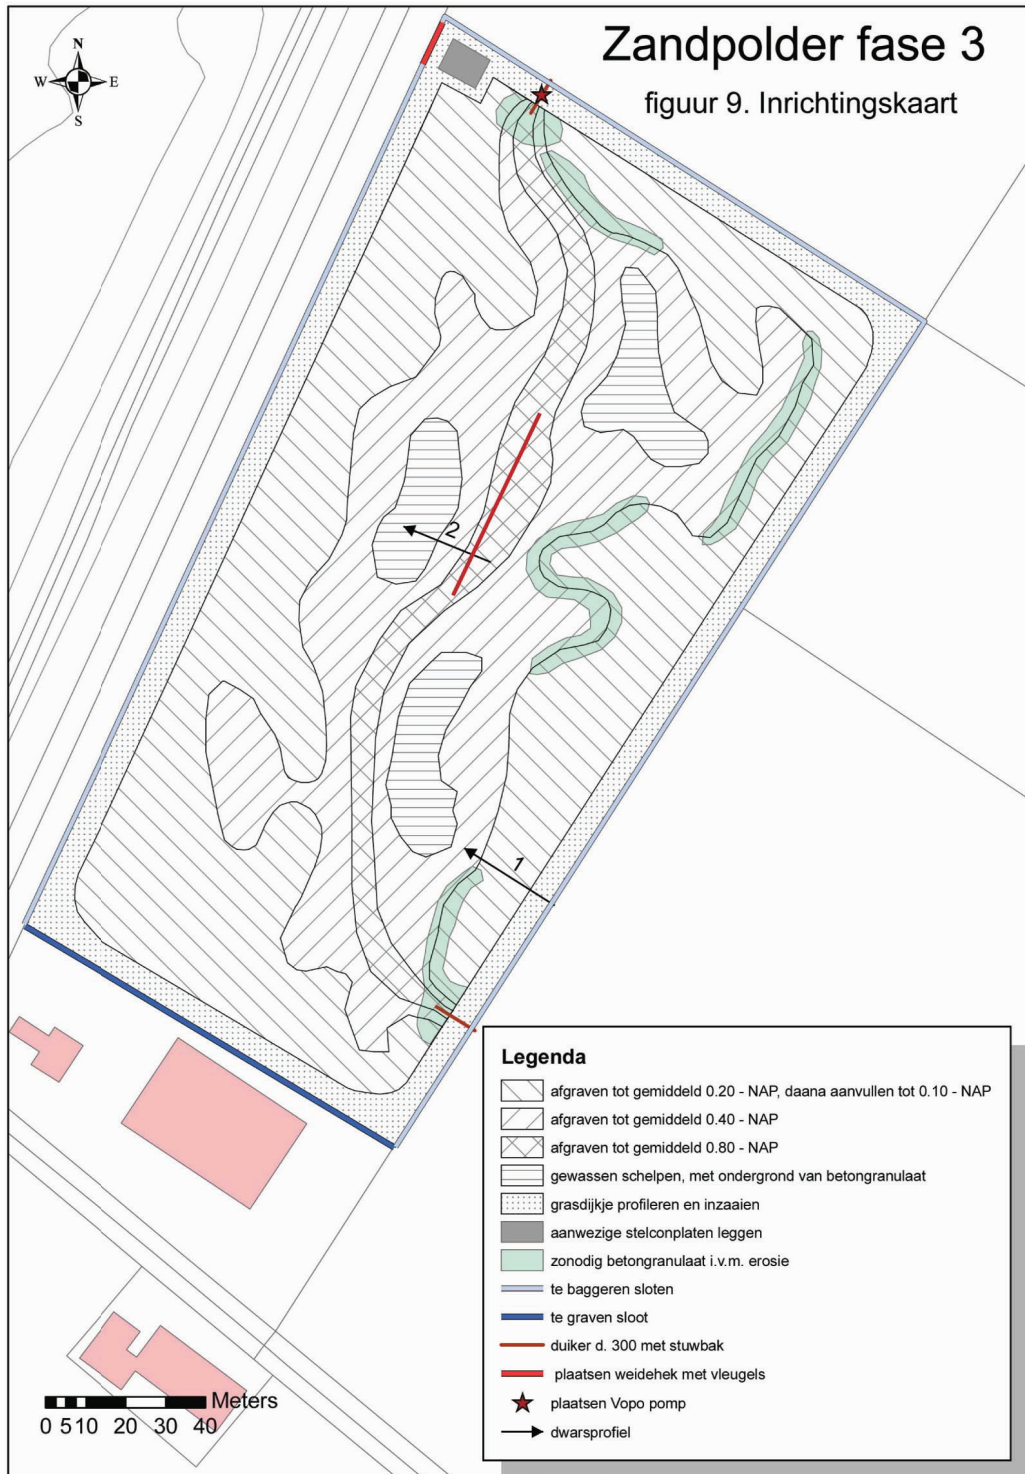 Zandpolder fase 3
figuur 9. Inrichtingskaart
N
W E
S
2
1
Legenda
afgraven tot gemiddeld 0.20 - NAP, daana aanvullen tot 0.10 - NAP
afgraven tot gemiddeld 0.40 - NAP
afgraven tot gemiddeld 0.80 - NAP
gewassen schelpen, met ondergrond van betongranulaat
grasdijkje profileren en inzaaien
aanwezige stelconplaten leggen
zonodig betongranulaat i.v.m. erosie
te baggeren sloten
te graven sloot
duiker d. 300 met stuwbak
plaatsen weidehek met vleugels
plaatsen Vopo pomp
dwarsprofiel
Meters
0 5 10 20 30 40